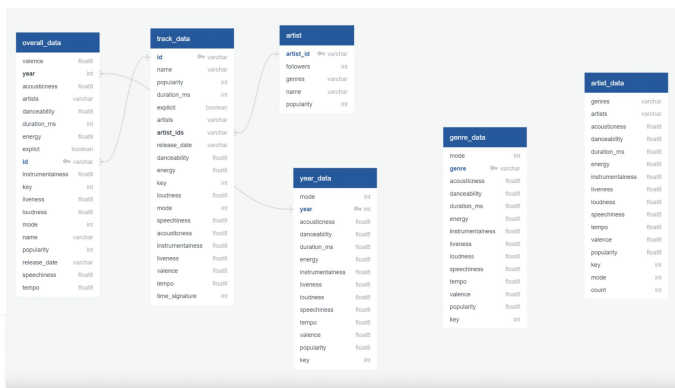 overall_data
valence float8
year int
acousticness float8
artists varchar
danceability float8
duration_ms int
energy float8
explict boolean
id varchar
instrumentalness float8
key int
liveness float8
loudness float8
mode int
name varchar
popularity int
release_date varchar
speechiness float8
tempo float8
track_data
id varchar
name varchar
popularity int
duration_ms int
explicit boolean
artists varchar
artist_ids varchar
release_date varchar
danceability float8
energy float8
key int
loudness float8
mode int
speechiness float8
acousticness float8
instrumentalness float8
liveness float8
valence float8
tempo float8
time_signature int
artist
artist_id varchar
followers int
genres varchar
name varchar
popularity int
year_data
mode int
year int
acousticness float8
danceability float8
duration_ms float8
energy float8
instrumentalness float8
liveness float8
loudness float8
speechiness float8
tempo float8
valence float8
popularity float8
key int
genre_data
mode int
genre varchar
acousticness float8
danceability float8
duration_ms float8
energy float8
instrumentalness float8
liveness float8
loudness float8
speechiness float8
tempo float8
valence float8
popularity float8
key int
artist_data
genres varchar
artists varchar
acousticness float8
danceability float8
duration_ms float8
energy float8
instrumentalness float8
liveness float8
loudness float8
speechiness float8
tempo float8
valence float8
popularity float8
key int
mode int
count int